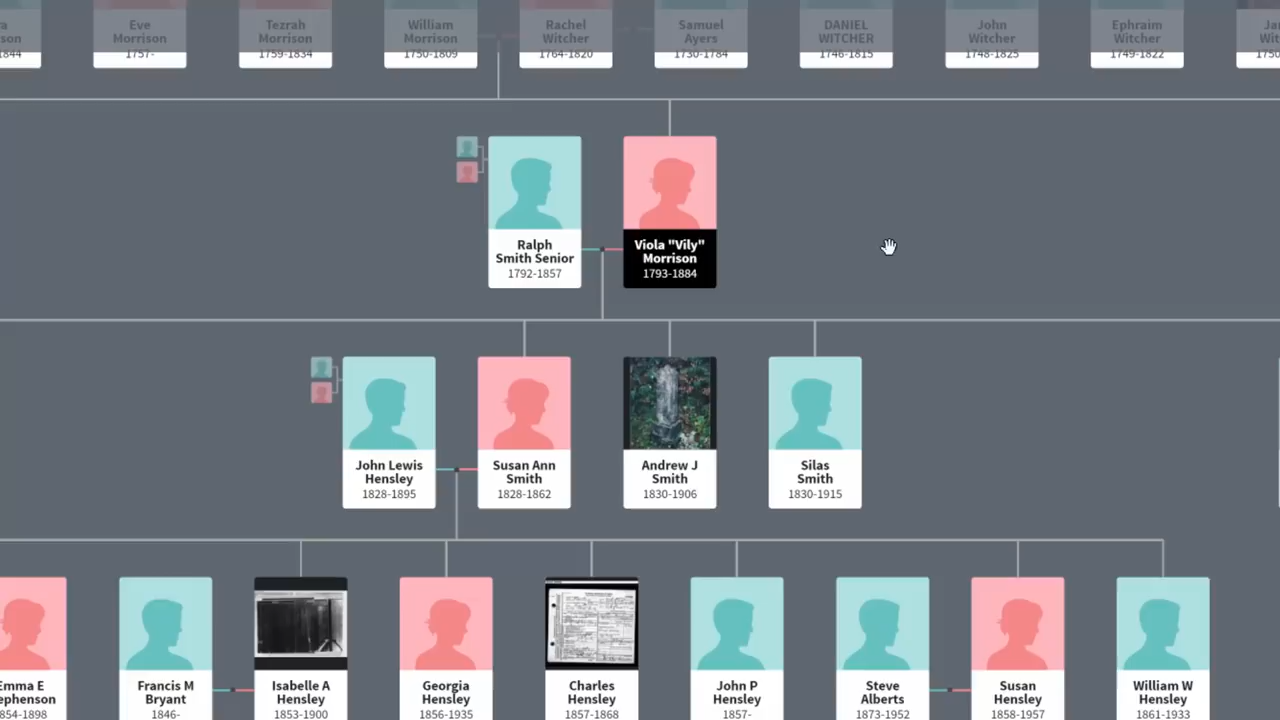 Eve
Morrison
1757-
Tezrah
Morrison
1759-1834
William
Morrison
1750-1809
Rachel
Witcher
1764-1820
Samuel
Ayers
1730-1784
DANIEL
WITCHER
1746-1815
John
Witcher
1748-1825
Ephraim
Witcher
1749-1822
Ralph
Smith Senior
1792-1857
Viola "Vily"
Morrison
1793-1884
John Lewis
Hensley
1828-1895
Susan Ann
Smith
1828-1862
Andrew J
Smith
1830-1906
Silas
Smith
1830-1915
Francis M
Bryant
1846-
Isabelle A
Hensley
1853-1900
Georgia
Hensley
1856-1935
Charles
Hensley
1857-1868
John P
Hensley
1857-
Steve
Alberts
1873-1952
Susan
Hensley
1858-1957
William W
Hensley
1861-1933